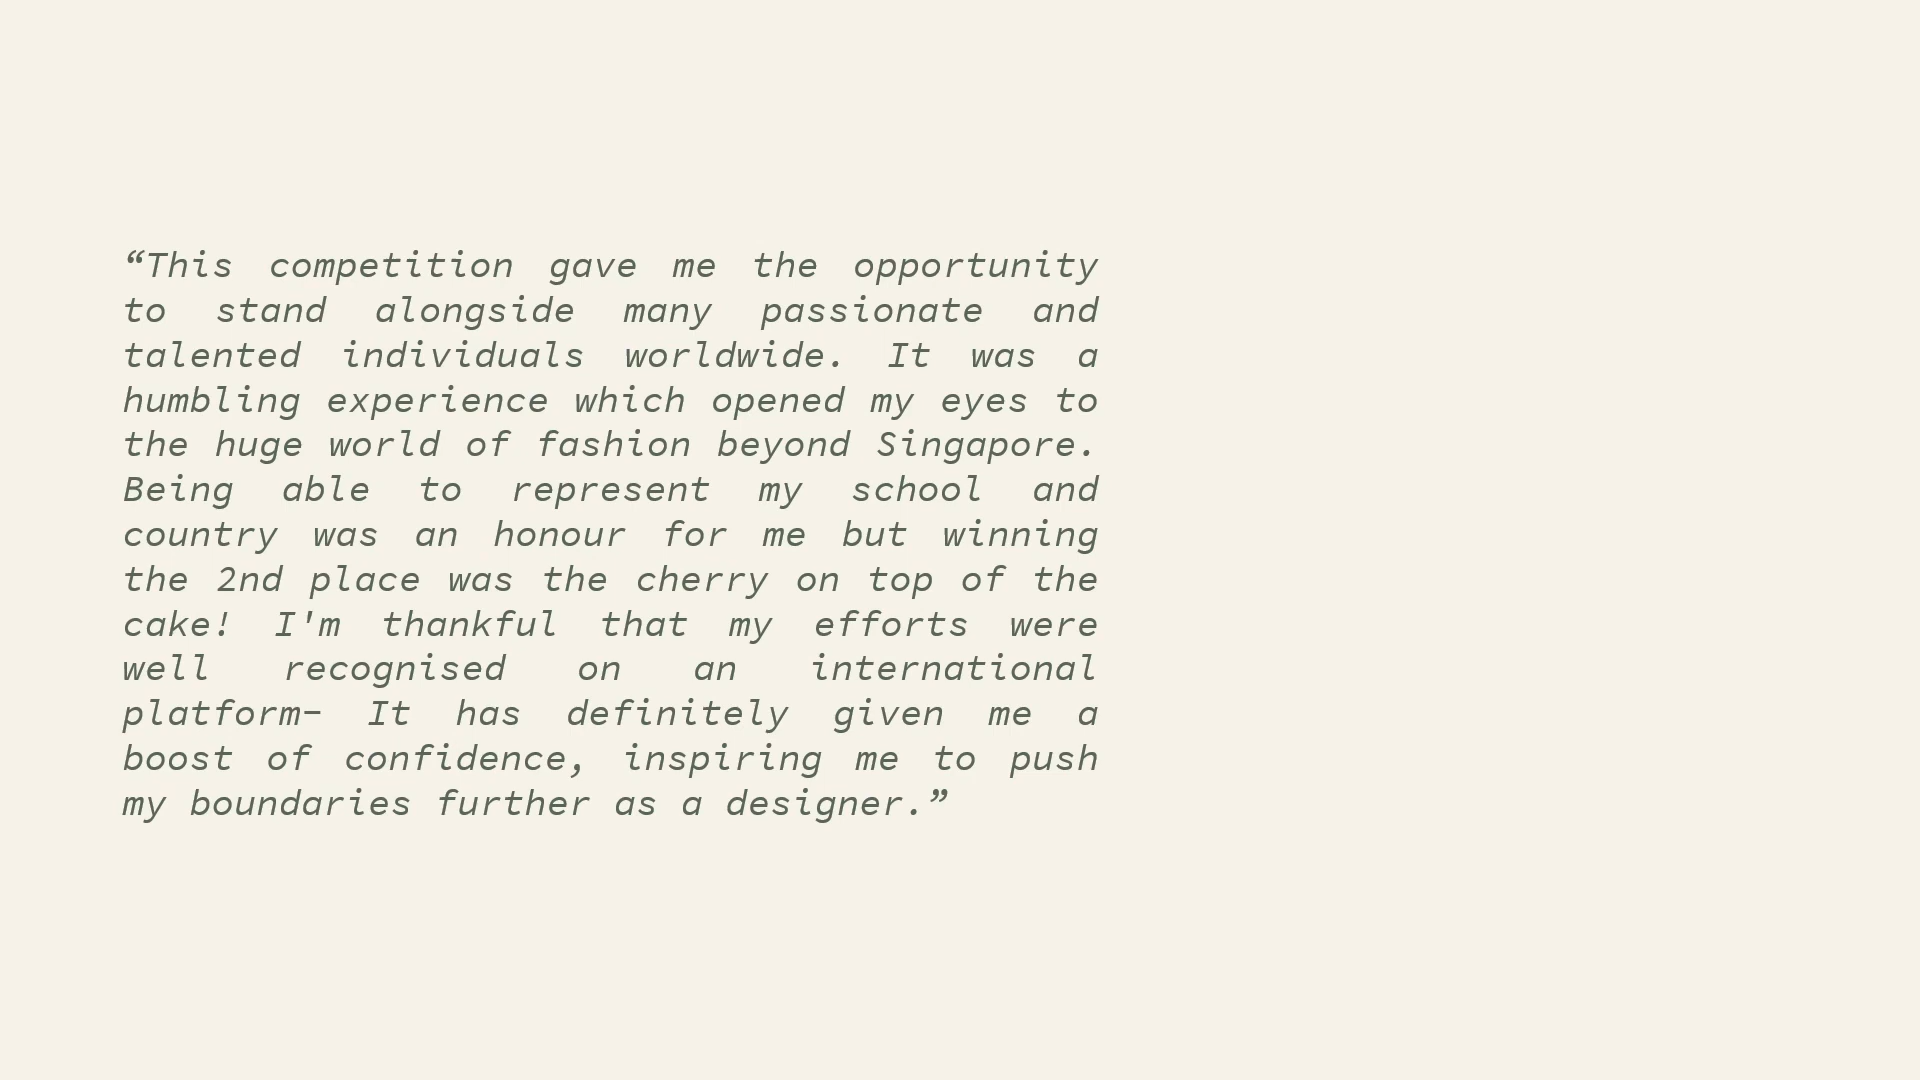 “This competition gave me the opportunity
to stand alongside many passionate and
talented individuals worldwide. It was a
humbling experience which opened my eyes to
the huge world of fashion beyond Singapore.
Being able to represent my school and
country was an honour for me but winning
the 2nd place was the cherry on top of the
cake! I'm thankful that my efforts were
well recognised on an international
platform– It has definitely given me a
boost of confidence, inspiring me to push
my boundaries further as a designer.”